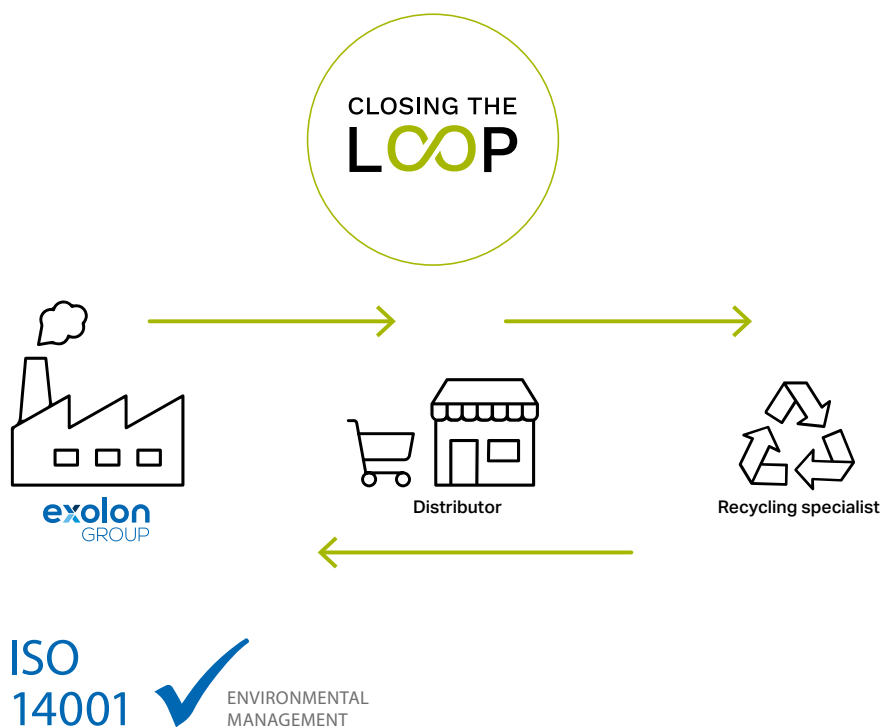 CLOSING THE
LOOP
exolon
GROUP
Distributor
Recycling specialist
ISO
14001
ENVIRONMENTAL
MANAGEMENT